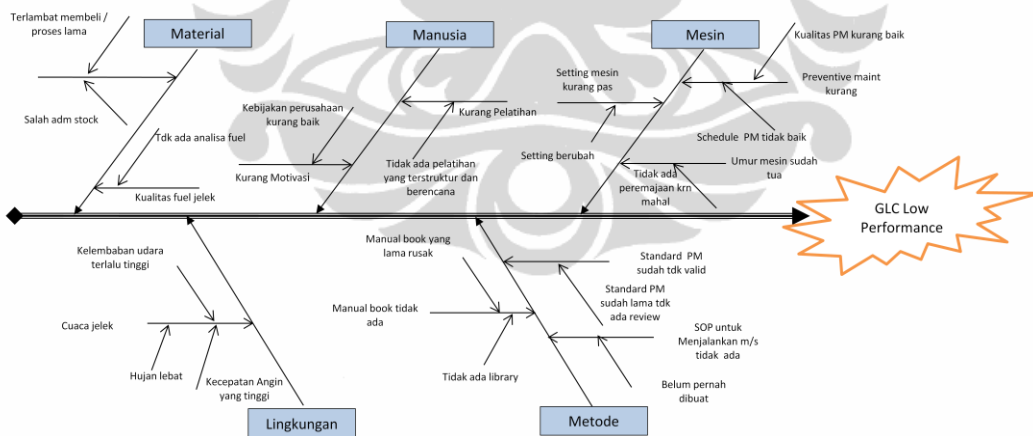 Terlambat membeli /
proses lama
Material
Salah adm stock
Tdk ada analisa fuel
Kualitas fuel jelek
Manusia
Kebijakan perusahaan
kurang baik
Kurang Motivasi
Kurang Pelatihan
Tidak ada pelatihan
yang terstruktur dan
berencana
Mesin
Kualitas PM kurang baik
Setting mesin
kurang pas
Preventive maint
kurang
Setting berubah
Schedule  PM tidak baik
Tidak ada
peremajaan krn
mahal
Umur mesin sudah
tua
GLC Low
Performance
Kelembaban udara
terlalu tinggi
Cuaca jelek
Hujan lebat
Kecepatan Angin
yang tinggi
Lingkungan
Manual book yang
lama rusak
Manual book tidak
ada
Tidak ada library
Standard  PM
sudah tdk valid
Standard PM
sudah lama tdk
ada review
SOP untuk
Menjalankan m/s
tidak  ada
Belum pernah
dibuat
Metode